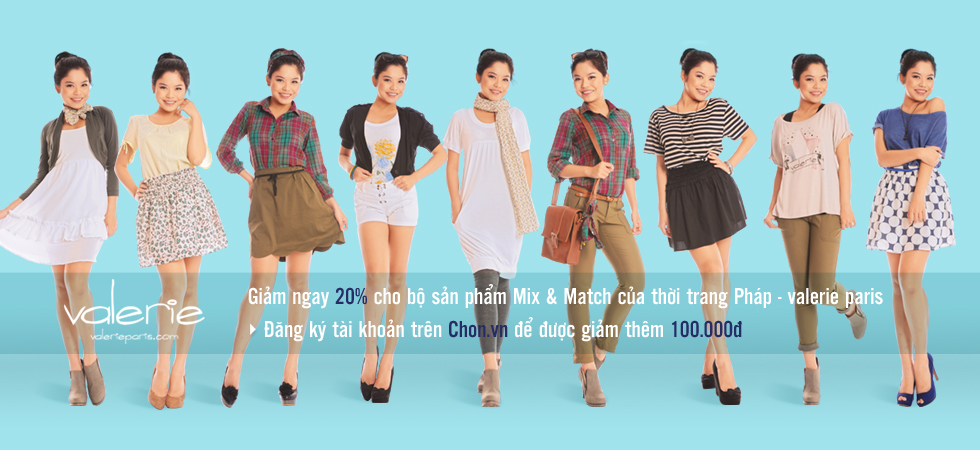 valerie
valerieparis.com
Giảm ngay 20% cho bộ sản phẩm Mix & Match của thời trang Pháp - valerie paris
Đăng ký tài khoản trên Chon.vn để được giảm thêm 100.000đ